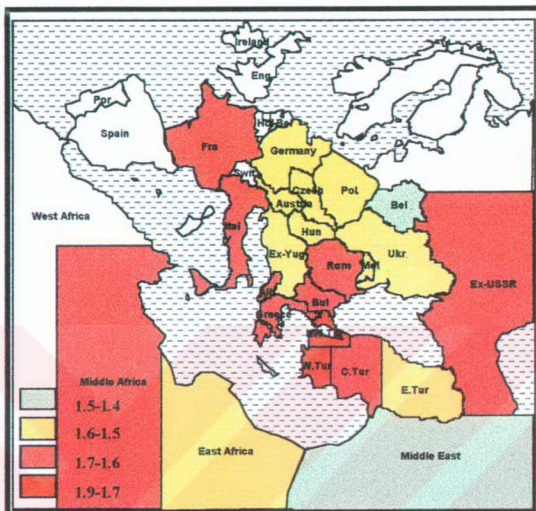 Ireland
Eng
Por
Spain
Fra
Germany
Swit
Czech
Pol.
Bel
Austria
West Africa
Ital
Hun
Ukr
Ex-Yug
Rom
Mol
Ex-USSR
Bul
Greece
W.Tur
C.Tur
E.Tur
Middle Africa
1.5-1.4
1.6-1.5
1.7-1.6
1.9-1.7
East Africa
Middle East